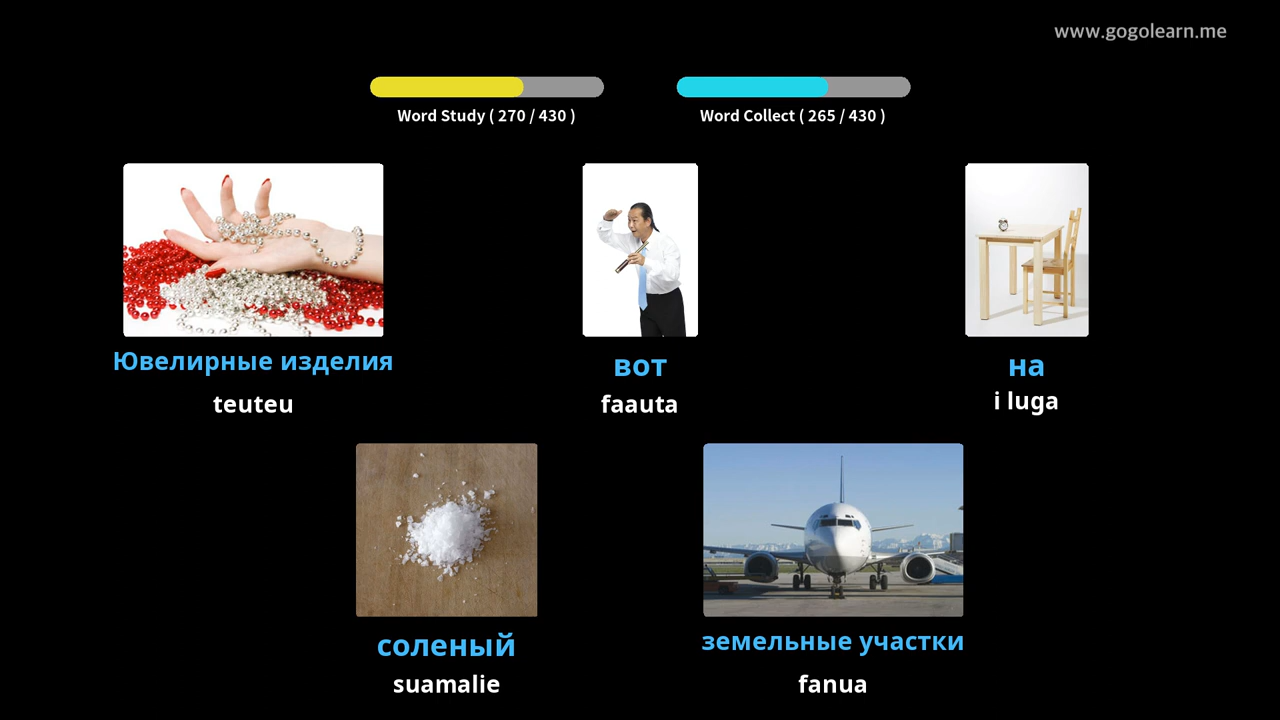 www.gogolearn.me
Word Study ( 270 / 430 )
Word Collect ( 265 / 430 )
Ювелирные изделия
teuteu
вот
faauta
на
i luga
соленый
suamalie
земельные участки
fanua